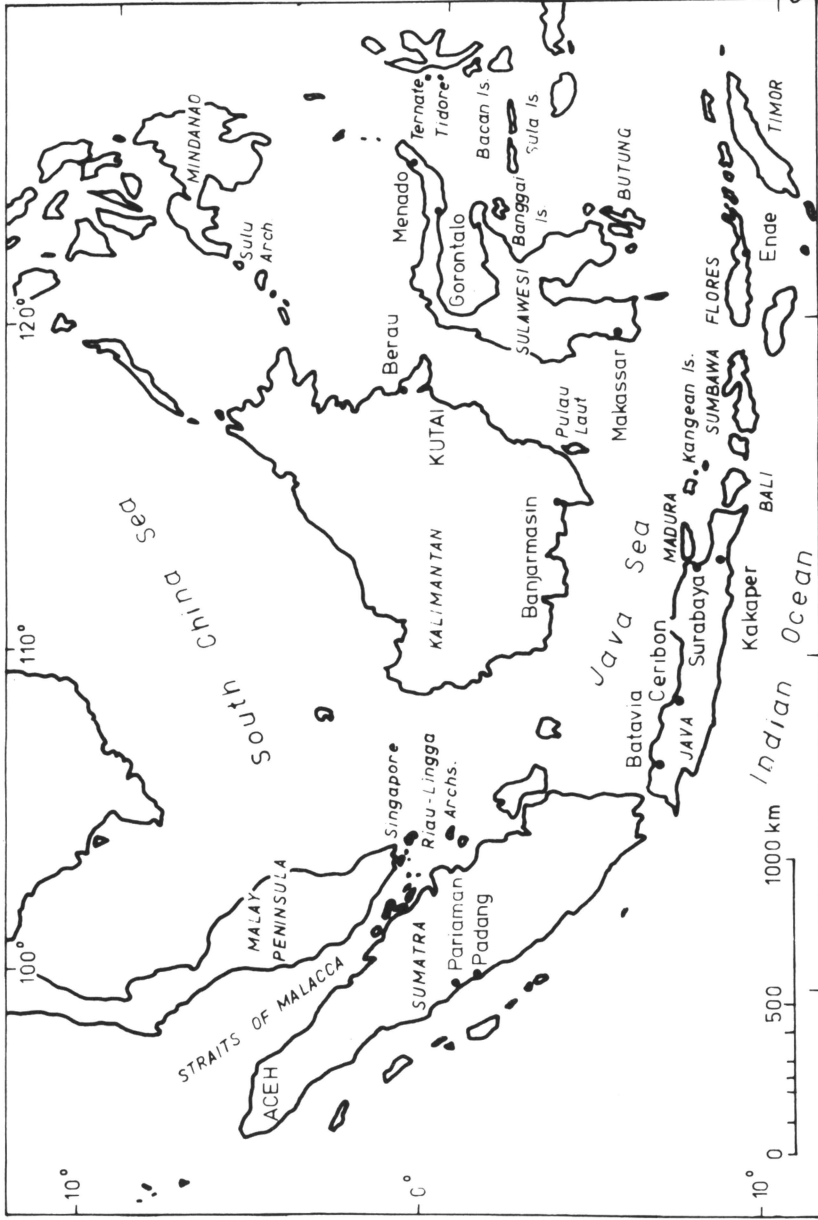 100°
110°
120°
10°
0°
10°
South China Sea
MINDANAO
Sulu
Arch
MALAY
PENINSULA
STRAITS OF MALACCA
ACEH
SUMATRA
Pariaman
Padang
Singapore
Riau-Lingga
Archs.
KALIMANTAN
Banjarmasin
Berau
KUTAI
Pulau
Laut
Menado
Gorontalo
SULAWESI
Makassar
Ternate
Tidore
Bacan Is.
Sula Is.
Banggai
Is.
BUTUNG
Java Sea
Batavia
Ceribon
JAVA
Surabaya
MADURA
Kakaper
Kangean Is.
BALI
SUMBAWA
FLORES
Ende
TIMOR
Indian Ocean
0 500 1000 km